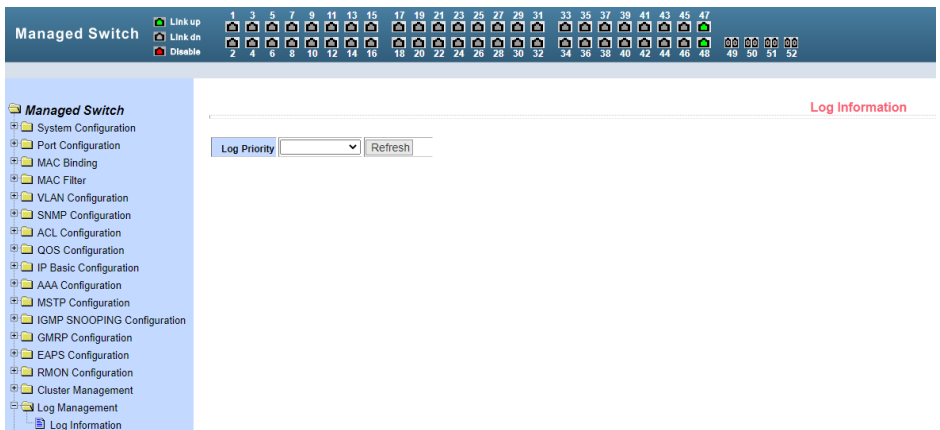 Managed Switch
Link up
Link dn
Disable
1 3 5 7 9 11 13 15 17 19 21 23 25 27 29 31 33 35 37 39 41 43 45 47
2 4 6 8 10 12 14 16 18 20 22 24 26 28 30 32 34 36 38 40 42 44 46 48 49 50 51 52
Managed Switch
System Configuration
Port Configuration
MAC Binding
MAC Filter
VLAN Configuration
SNMP Configuration
ACL Configuration
QOS Configuration
IP Basic Configuration
AAA Configuration
MSTP Configuration
IGMP SNOOPING Configuration
GMRP Configuration
EAPS Configuration
RMON Configuration
Cluster Management
Log Management
Log Information
Log Information
Log Priority Refresh